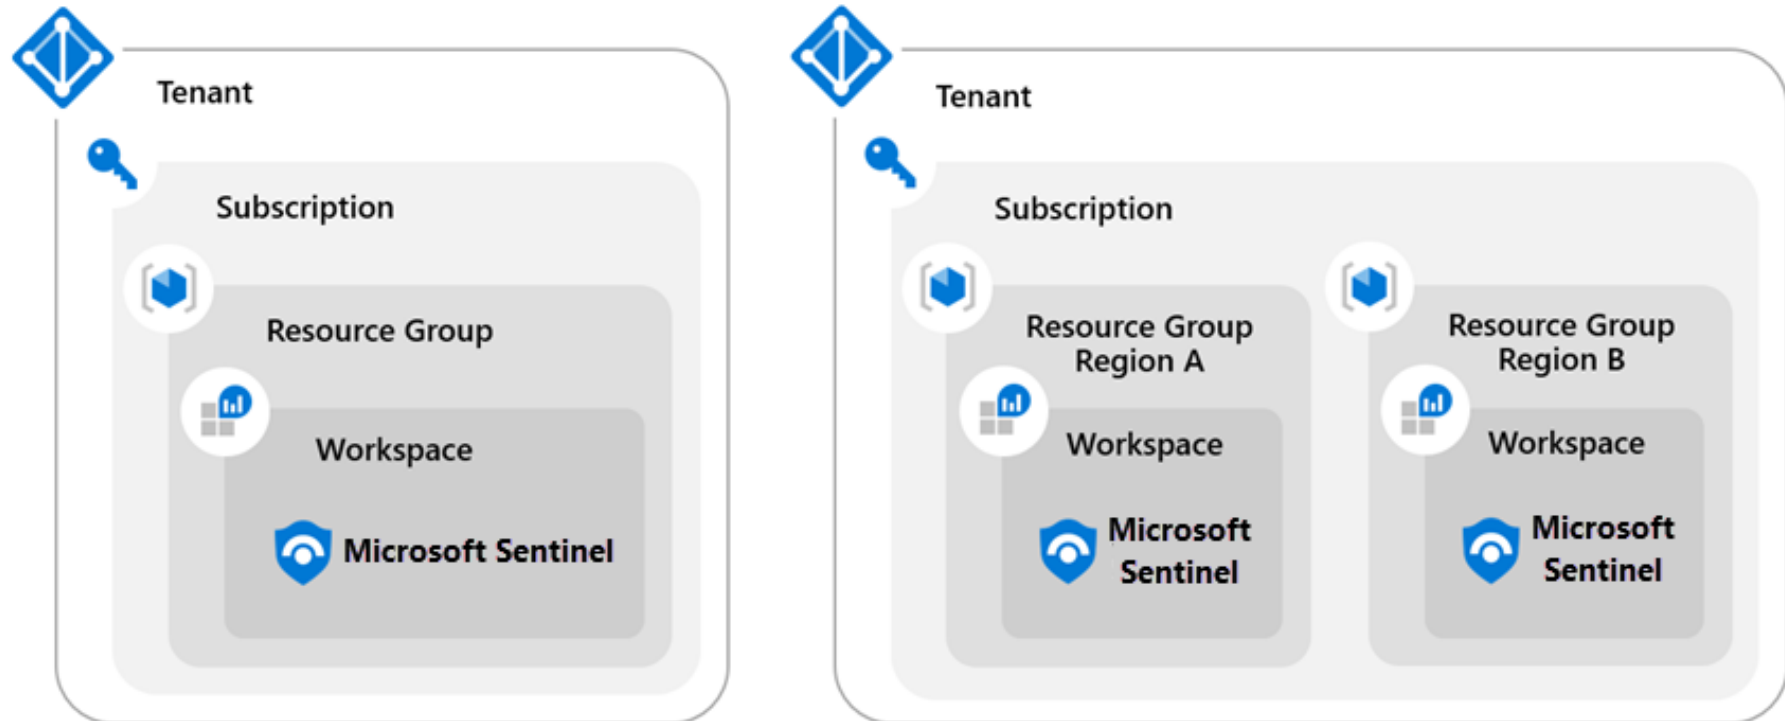 Tenant
Subscription
Resource Group
Workspace
Microsoft Sentinel
Tenant
Subscription
Resource Group
Region A
Workspace
Microsoft
Sentinel
Resource Group
Region B
Workspace
Microsoft
Sentinel